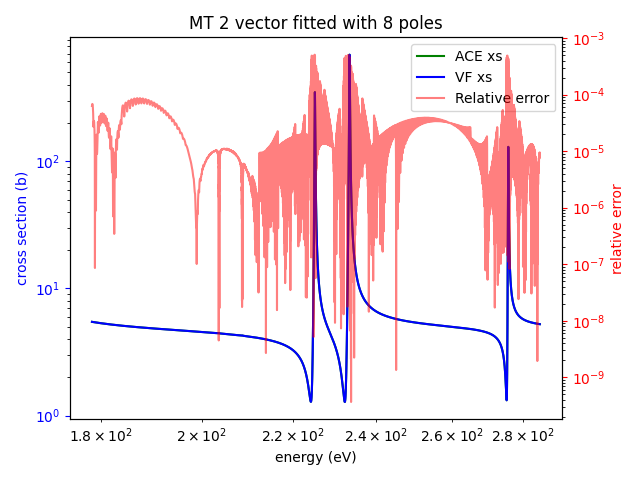 MT 2 vector fitted with 8 poles
ACE xs
VF xs
Relative error
cross section (b)
10²
10¹
10⁰
10⁻³
10⁻⁴
10⁻⁵
10⁻⁶
10⁻⁷
10⁻⁸
10⁻⁹
relative error
1.8 × 10² 2 × 10² 2.2 × 10² 2.4 × 10² 2.6 × 10² 2.8 × 10²
energy (eV)